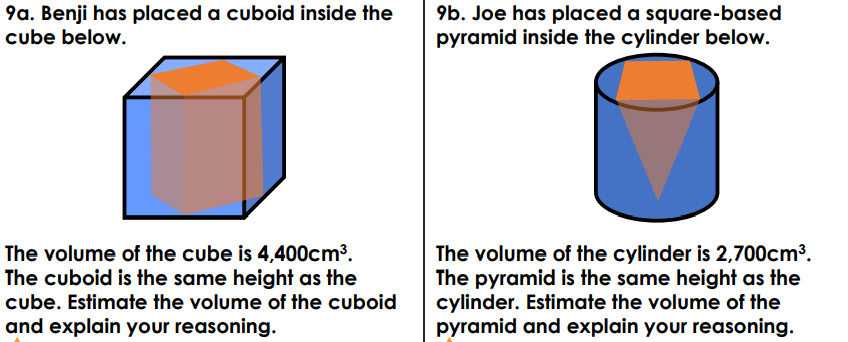 9a. Benji has placed a cuboid inside the
cube below.
The volume of the cube is 4,400cm³.
The cuboid is the same height as the
cube. Estimate the volume of the cuboid
and explain your reasoning.
9b. Joe has placed a square-based
pyramid inside the cylinder below.
The volume of the cylinder is 2,700cm³.
The pyramid is the same height as the
cylinder. Estimate the volume of the
pyramid and explain your reasoning.